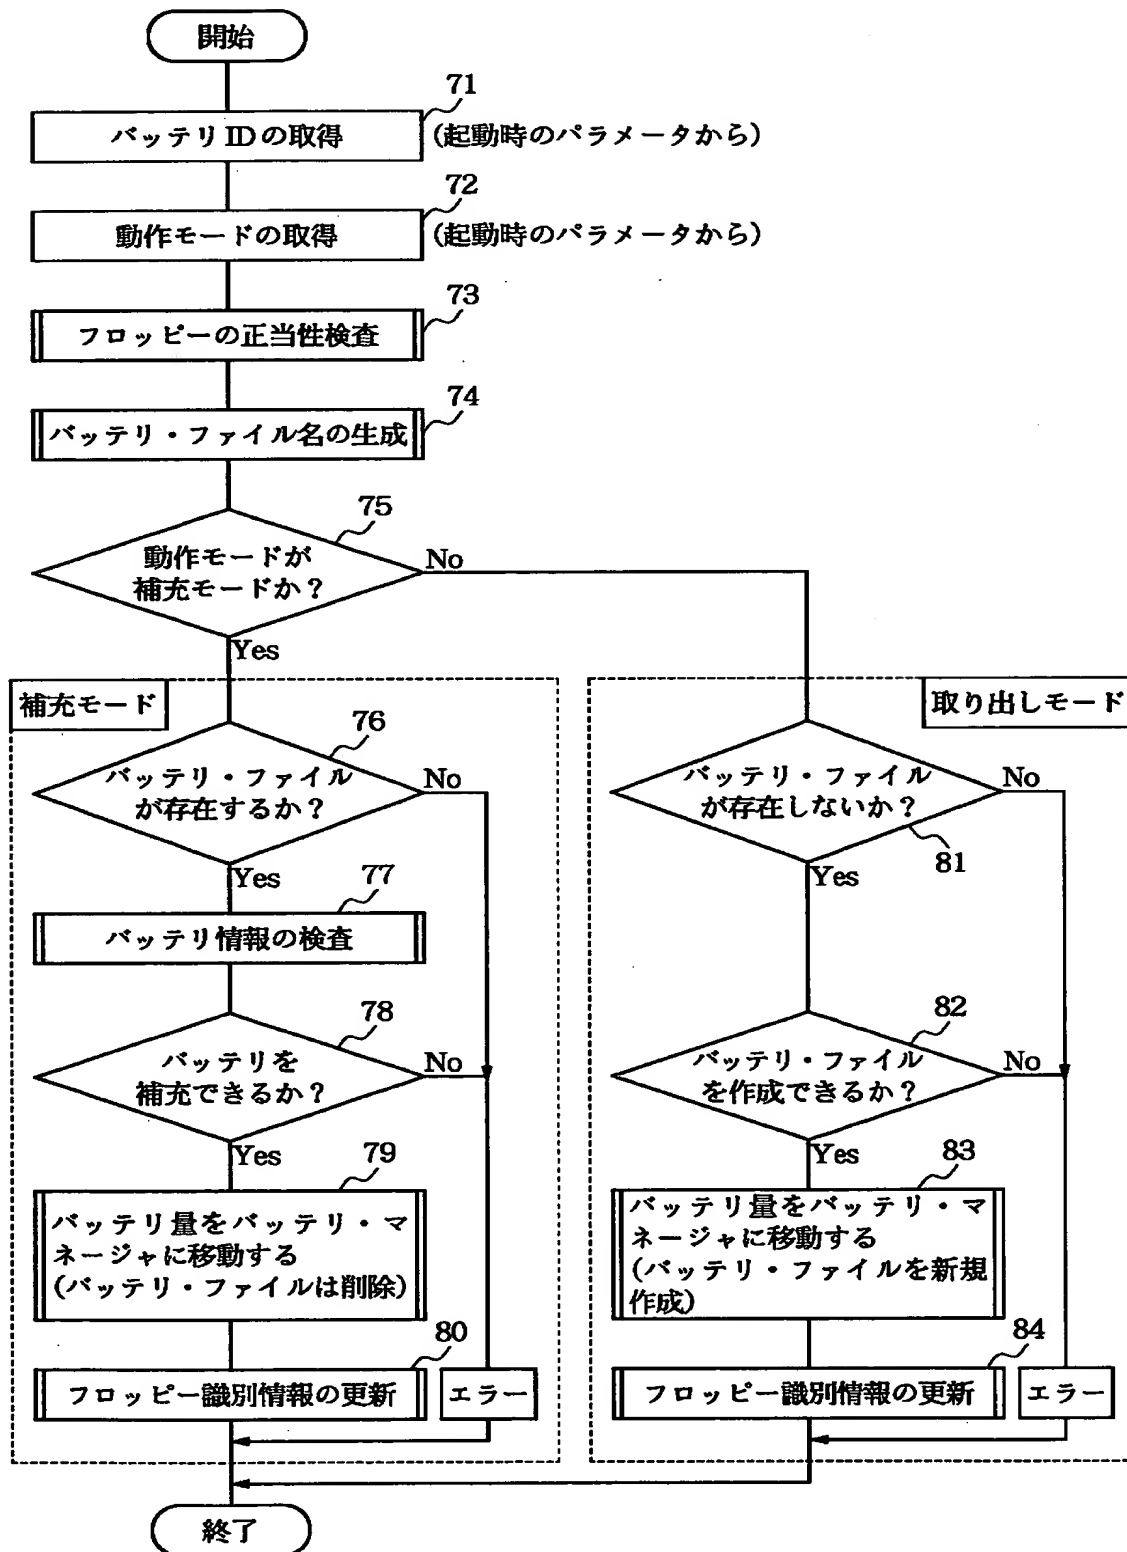 開始
71
バッテリIDの取得
(起動時のパラメータから)
72
動作モードの取得
(起動時のパラメータから)
73
フロッピーの正当性検査
74
バッテリ・ファイル名の生成
75
動作モードが
補充モードか？
No
Yes
補充モード
76
バッテリ・ファイル
が存在するか？
No
Yes
77
バッテリ情報の検査
78
バッテリを
補充できるか？
No
Yes
79
バッテリ量をバッテリ・マ
ネージャに移動する
(バッテリ・ファイルは削除)
80
フロッピー識別情報の更新
エラー
取り出しモード
バッテリ・ファイル
が存在しないか？
No
81
Yes
82
バッテリ・ファイル
を作成できるか？
No
Yes
83
バッテリ量をバッテリ・マ
ネージャに移動する
(バッテリ・ファイルを新規
作成)
84
フロッピー識別情報の更新
エラー
終了